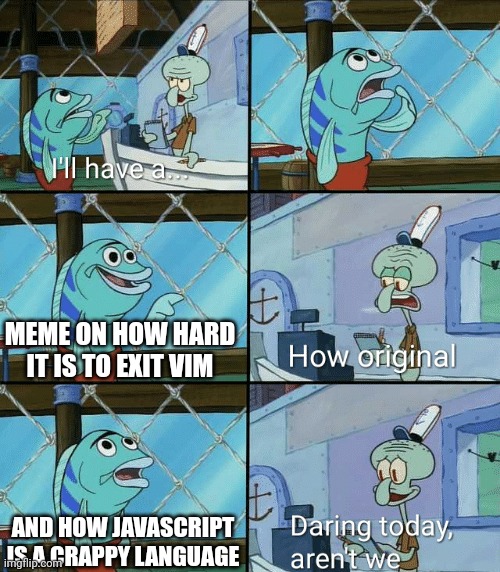 I'll have a...
MEME ON HOW HARD
IT IS TO EXIT VIM
How original
AND HOW JAVASCRIPT
IS A CRAPPY LANGUAGE
Daring today,
aren't we
imgflip.com